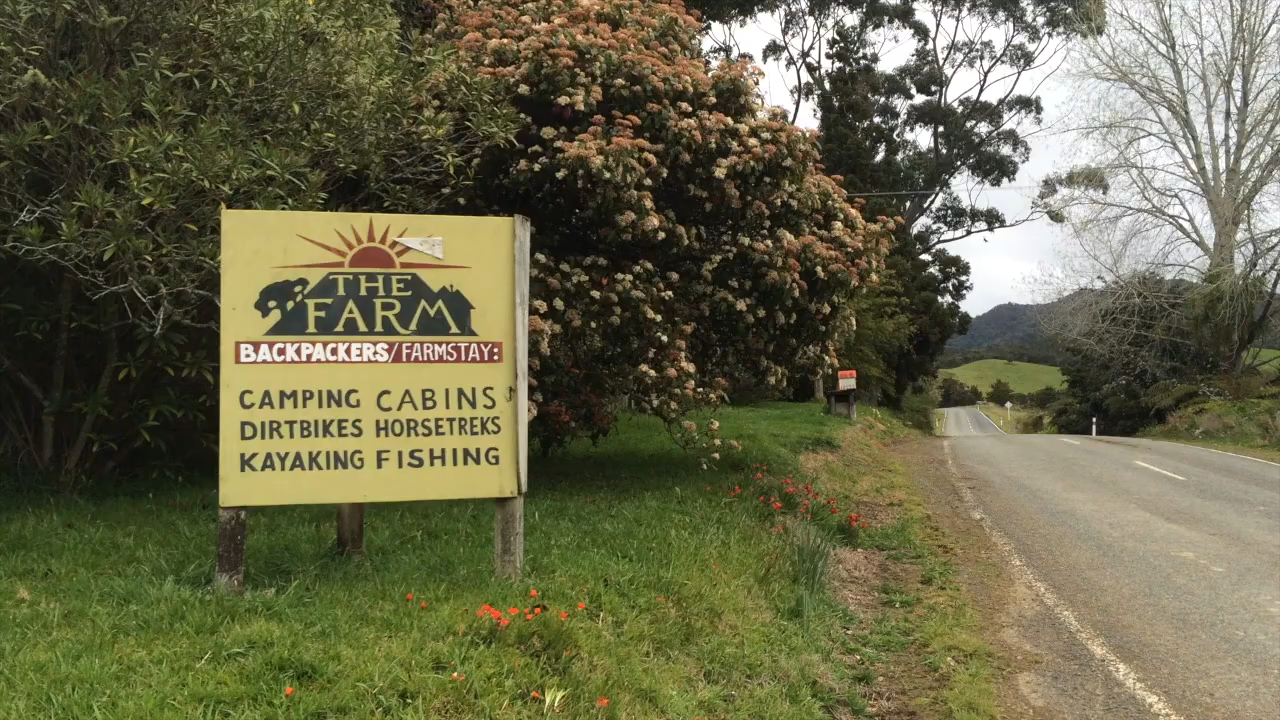 THE
FARM
BACKPACKERS/FARMSTAY:
CAMPING CABINS
DIRTBIKES HORSETREKS
KAYAKING FISHING